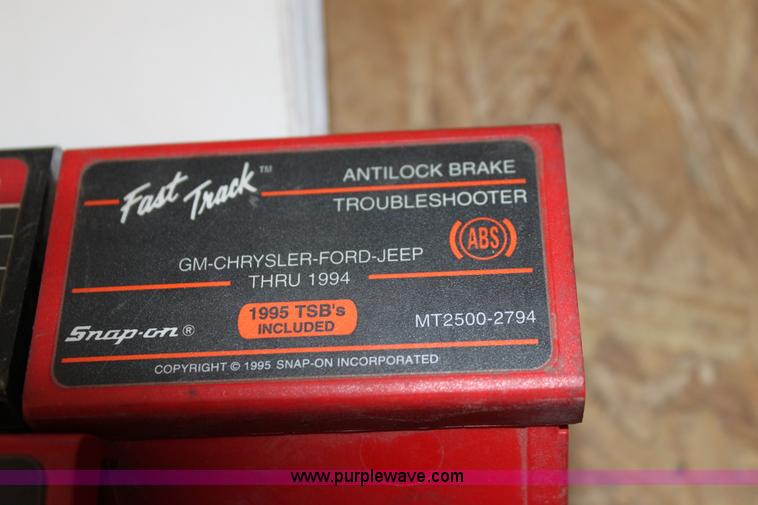 Fast Track™
ANTILOCK BRAKE
TROUBLESHOOTER
ABS
GM-CHRYSLER-FORD-JEEP
THRU 1994
1995 TSB's
INCLUDED
Snap-on®
MT2500-2794
COPYRIGHT © 1995 SNAP-ON INCORPORATED
www.purplewave.com